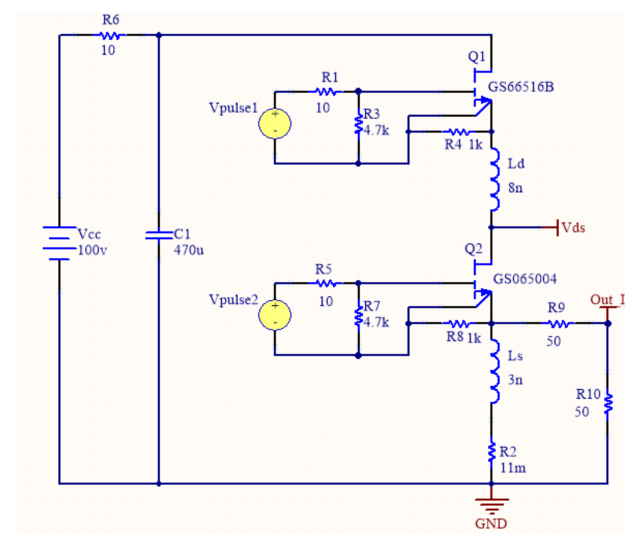 R6
10
Q1
GS66516B
R1
10
Vpulse1
+
-
R3
4.7k
R4 1k
Ld
8n
Vds
Vcc
100v
C1
470u
Q2
GS065004
R5
10
Vpulse2
+
-
R7
4.7k
R8 1k
R9
50
Out_I
Ls
3n
R10
50
R2
11m
GND